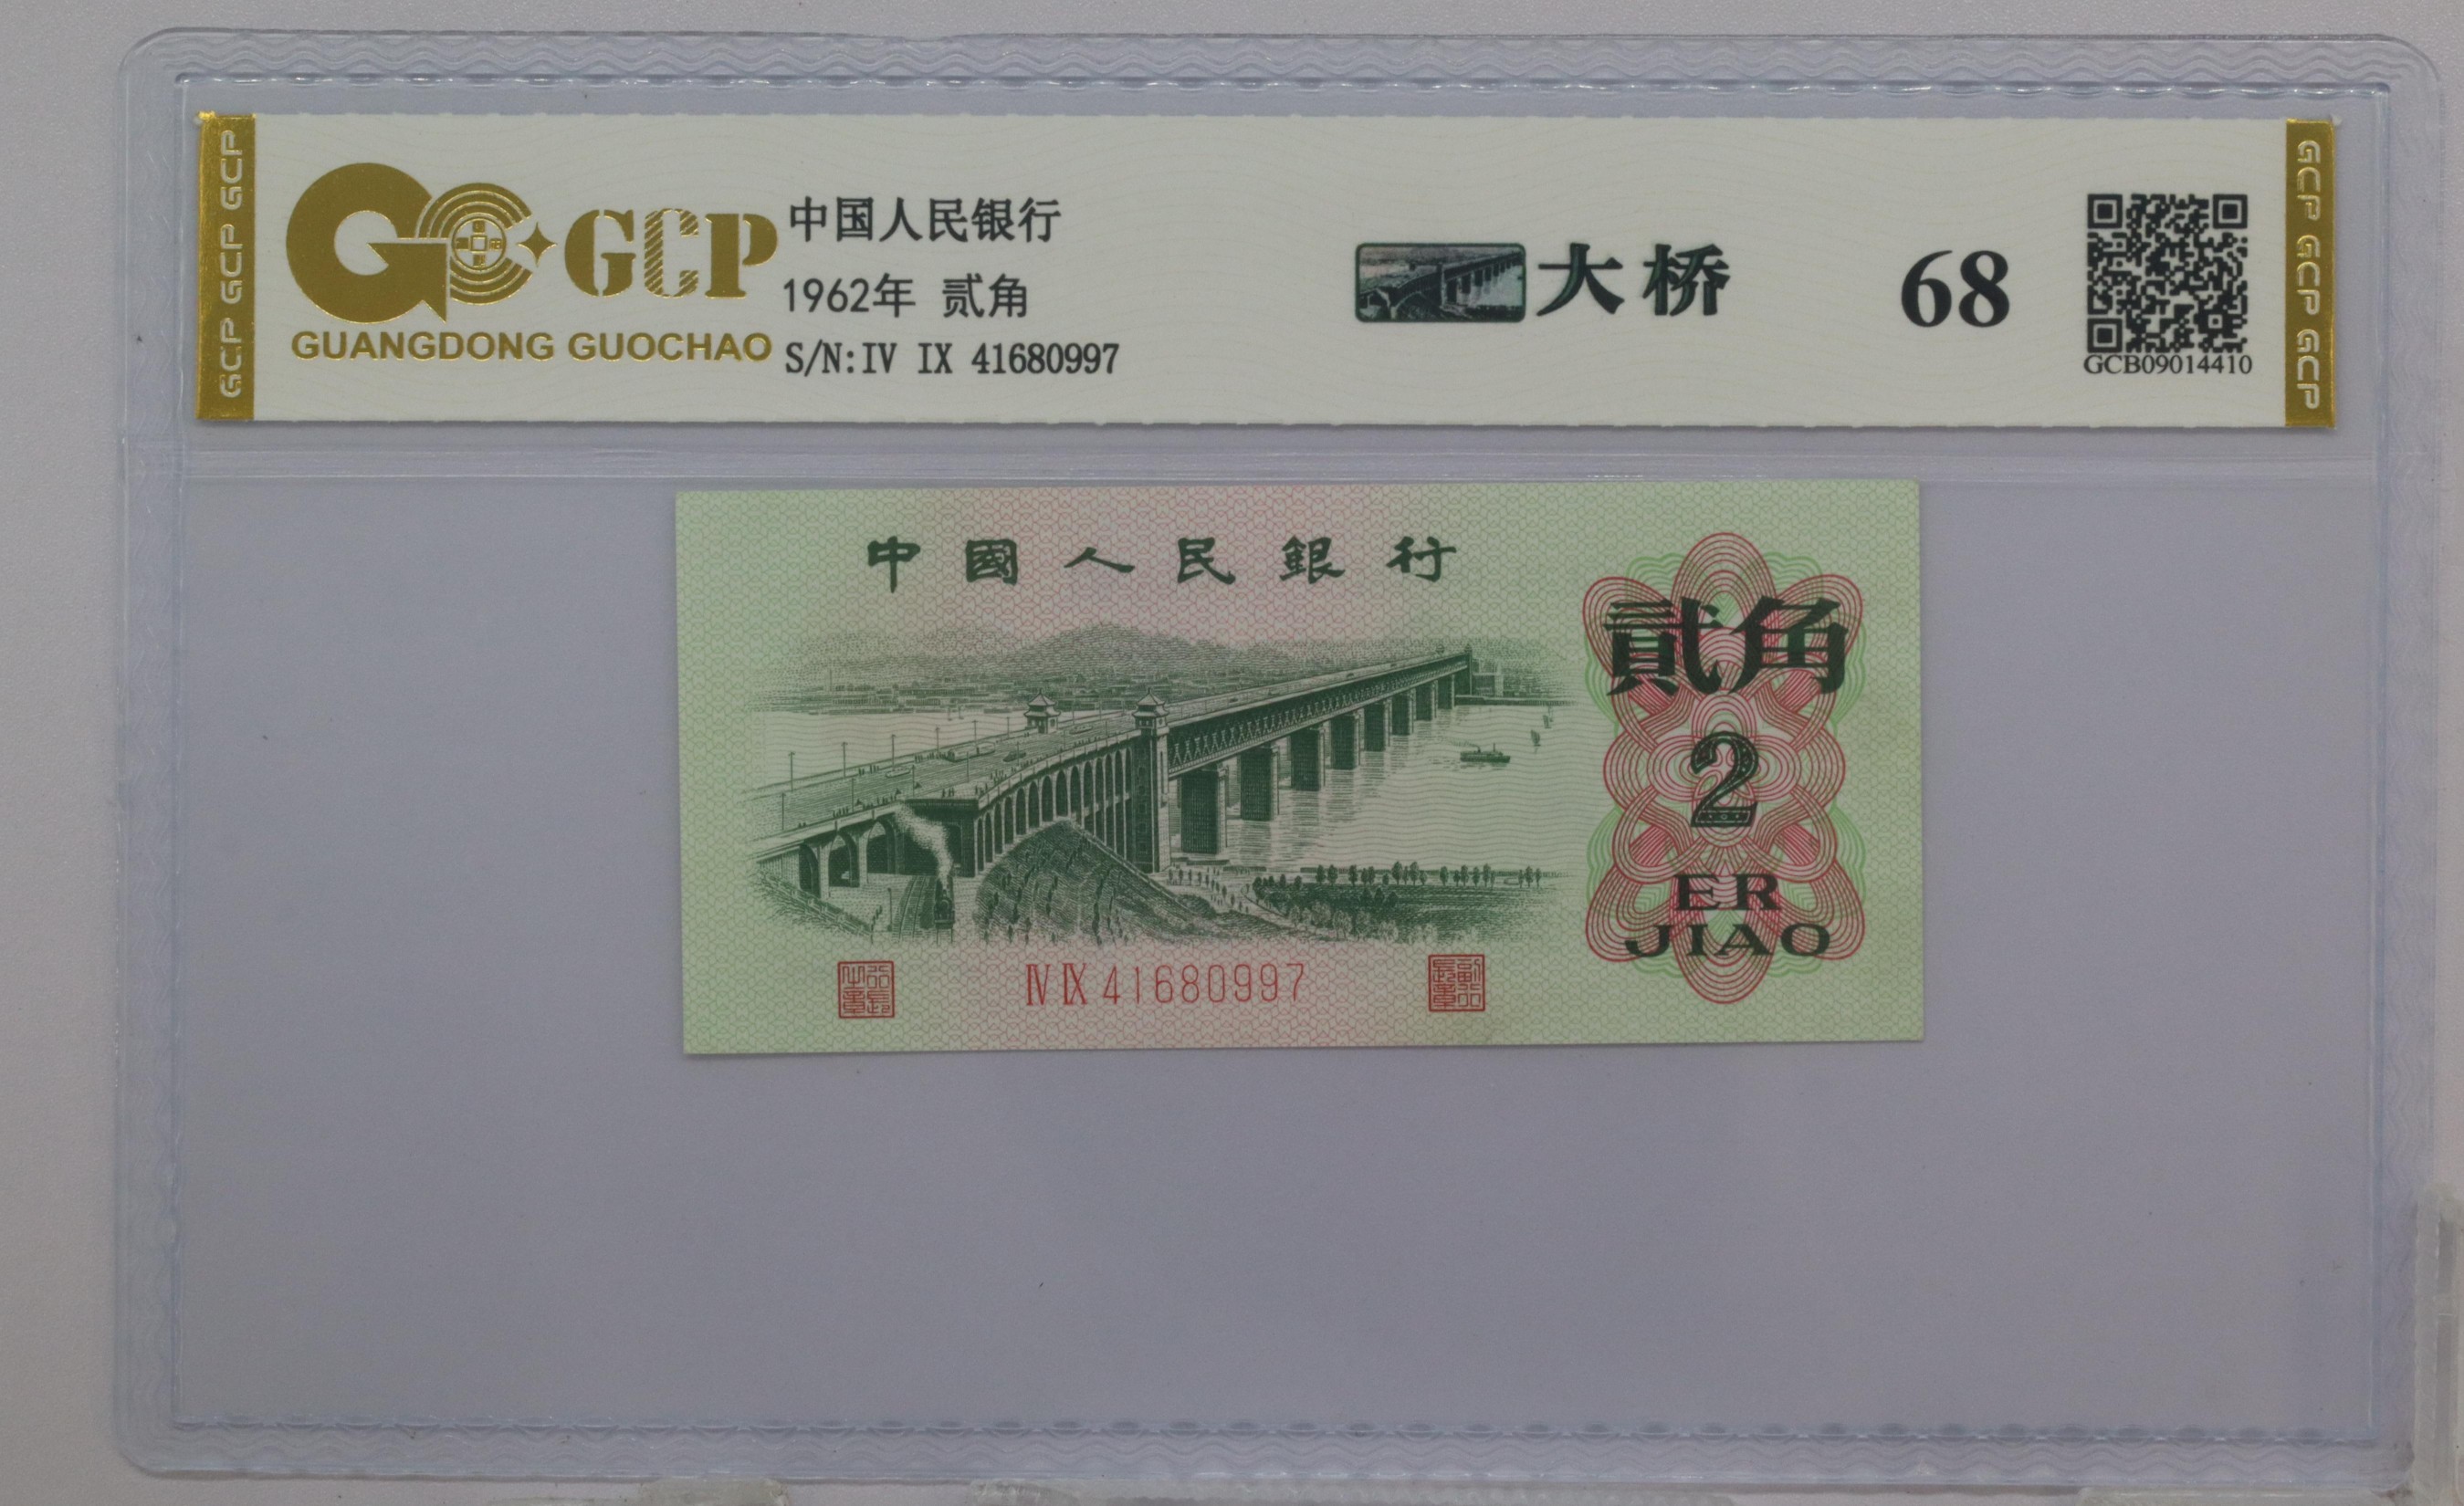 GCP GCP GCP
GCP
GUANGDONG GUOCHAO
中国人民银行
1962年 贰角
S/N:IV IX 41680997
大桥
68
GCB09014410
GCP GCP GCP
中國人民銀行
貳角
2
ER
JIAO
Ⅳ Ⅸ 41680997